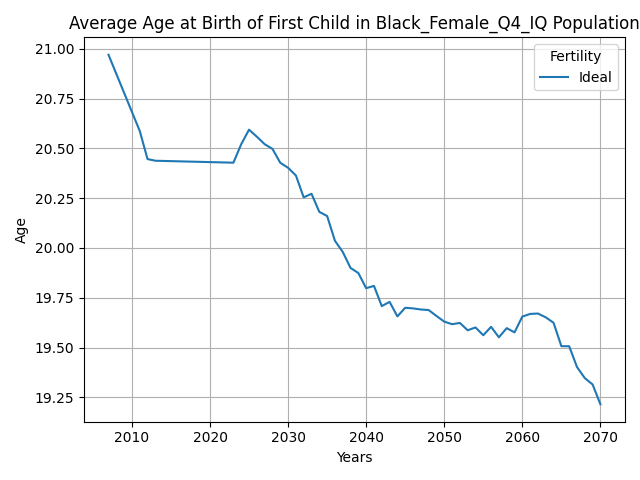 Average Age at Birth of First Child in Black_Female_Q4_IQ Population
21.00
20.75
20.50
20.25
20.00
19.75
19.50
19.25
Age
Fertility
Ideal
2010 2020 2030 2040 2050 2060 2070
Years